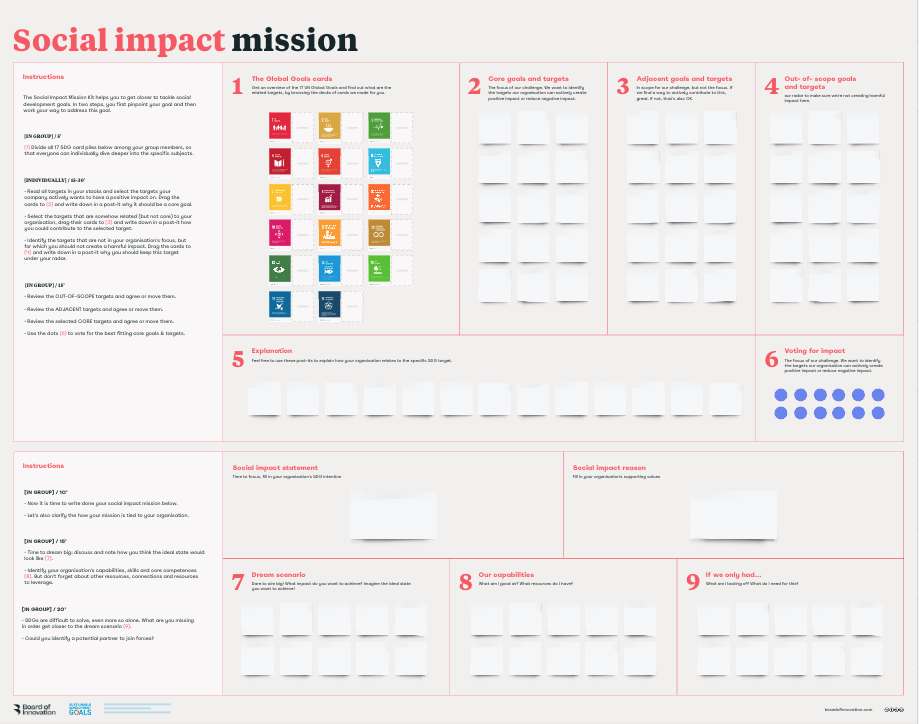 Social impact mission
Instructions
The Social Impact Mission Kit helps you to get closer to tackle social
development goals. In two steps, you first pinpoint your goal and then
work your way to address this goal.
[IN GROUP] / 5'
(1) Divide all 17 SDG card piles below among your group members, so
that everyone can individually dive deeper into the specific subjects.
[INDIVIDUALLY] / 15-30'
- Read all targets in your stacks and select the targets your
company actively wants to have a positive impact on. Drag the
cards to (2) and write down in a post-it why it should be a core goal
- Select the targets that are somehow related (but not core) to your
organisation, drag their cards to (3) and write down in a post-it how
you could contribute to the selected target.
- Identify the targets that are not in your organisation's focus, but
for which you should not create a harmful impact. Drag the cards to
(4) and write down in a post-it why you should keep this target
under your radar.
[IN GROUP] / 15'
- Review the OUT-OF-SCOPE targets and agree or move them.
- Review the ADJACENT targets and agree or move them.
- Review the selected CORE targets and agree or move them.
- Use the dots (6) to vote for the best fitting core goals & targets.
1
The Global Goals cards
Get an overview of the 17 UN Global Goals and find out what are the
related targets, by browsing the decks of cards we made for you.
2
Core goals and targets
The focus of our challenge. We want to identify
the targets our organisation can actively create
positive impact or reduce negative impact.
3
Adjacent goals and targets
In scope for our challenge, but not the focus. If
we find a way to actively contribute to this,
great. If not, that's also OK.
4
Out- of- scope goals
and targets
our radar to make sure we're not creating harmful
impact here.
5
Explanation
Feel free to use these post-its to explain how your organisation relates to the specific SDG target.
6
Voting for impact
The focus of our challenge. We want to identify
the targets our organisation can actively create
positive impact or reduce negative impact.
Instructions
[IN GROUP] / 10'
- Now it is time to write done your social impact mission below.
- Let's also clarify the how your mission is tied to your organisation.
[IN GROUP] / 15'
- Time to dream big; discuss and note how you think the ideal state would
look like (7).
- Identify your organisation's capabilities, skills and core competences
(8). But don't forget about other resources, connections and resources
to leverage.
[IN GROUP] / 20'
- SDGs are difficult to solve, even more so alone. What are you missing
in order get closer to the dream scenario (9).
- Could you identify a potential partner to join forces?
Social impact statement
Time to focus, fill in your organisation's SDG intention
Social impact reason
Fill in your organisation's supporting values
7
Dream scenario
Dare to win big! What impact do you want to achieve? Imagine the ideal state
you want to achieve!
8
Our capabilities
What am I good at? What resources do I have?
9
If we only had...
What am I lacking of? What do I need for this?
Board of
Innovation
SUSTAINABLE
DEVELOPMENT
GOALS
boardofinnovation.com